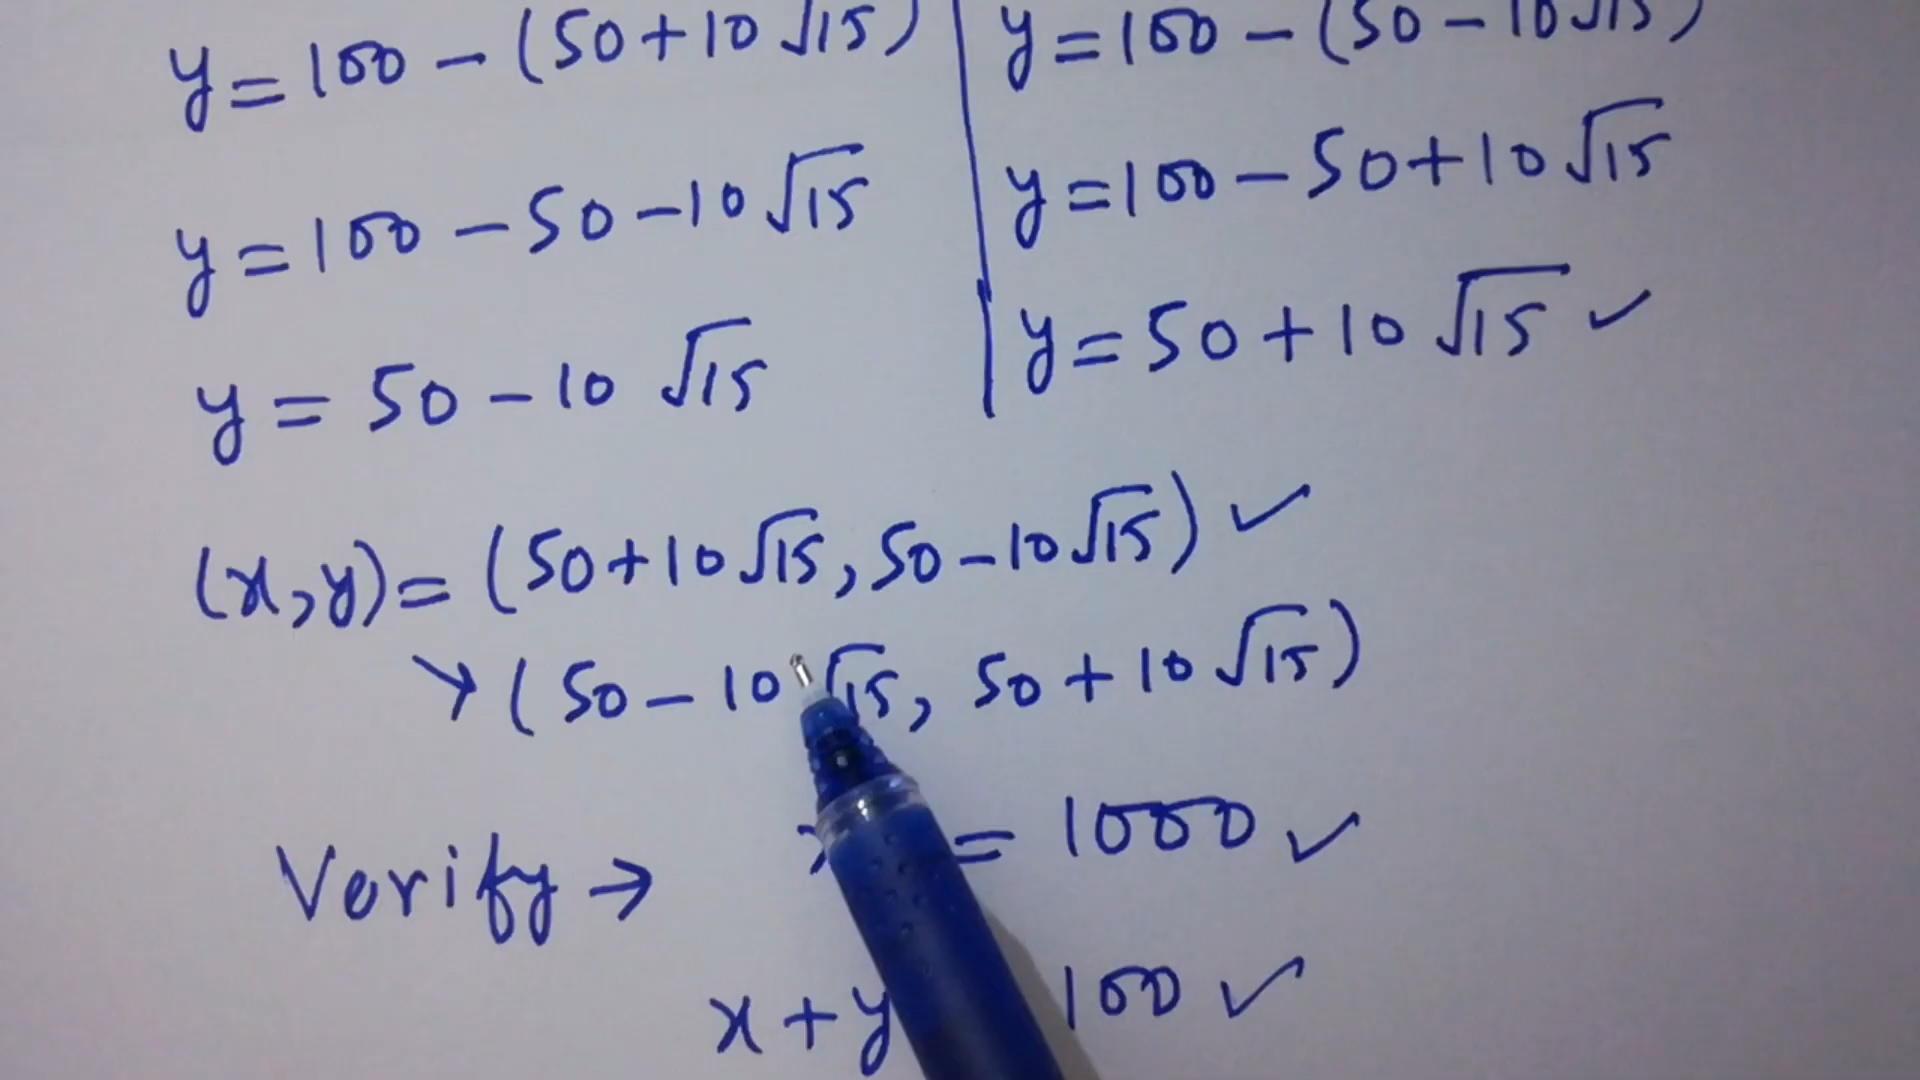 y = 100 - (50 + 10√15)
y = 100 - 50 - 10√15
y = 50 - 10√15
y = 100 - (50 - 10√15)
y = 100 - 50 + 10√15
y = 50 + 10√15 ✓
(x, y) = (50 + 10√15, 50 - 10√15) ✓
(50 - 10√15, 50 + 10√15)
Verify → = 1000 ✓
x + y 100 ✓